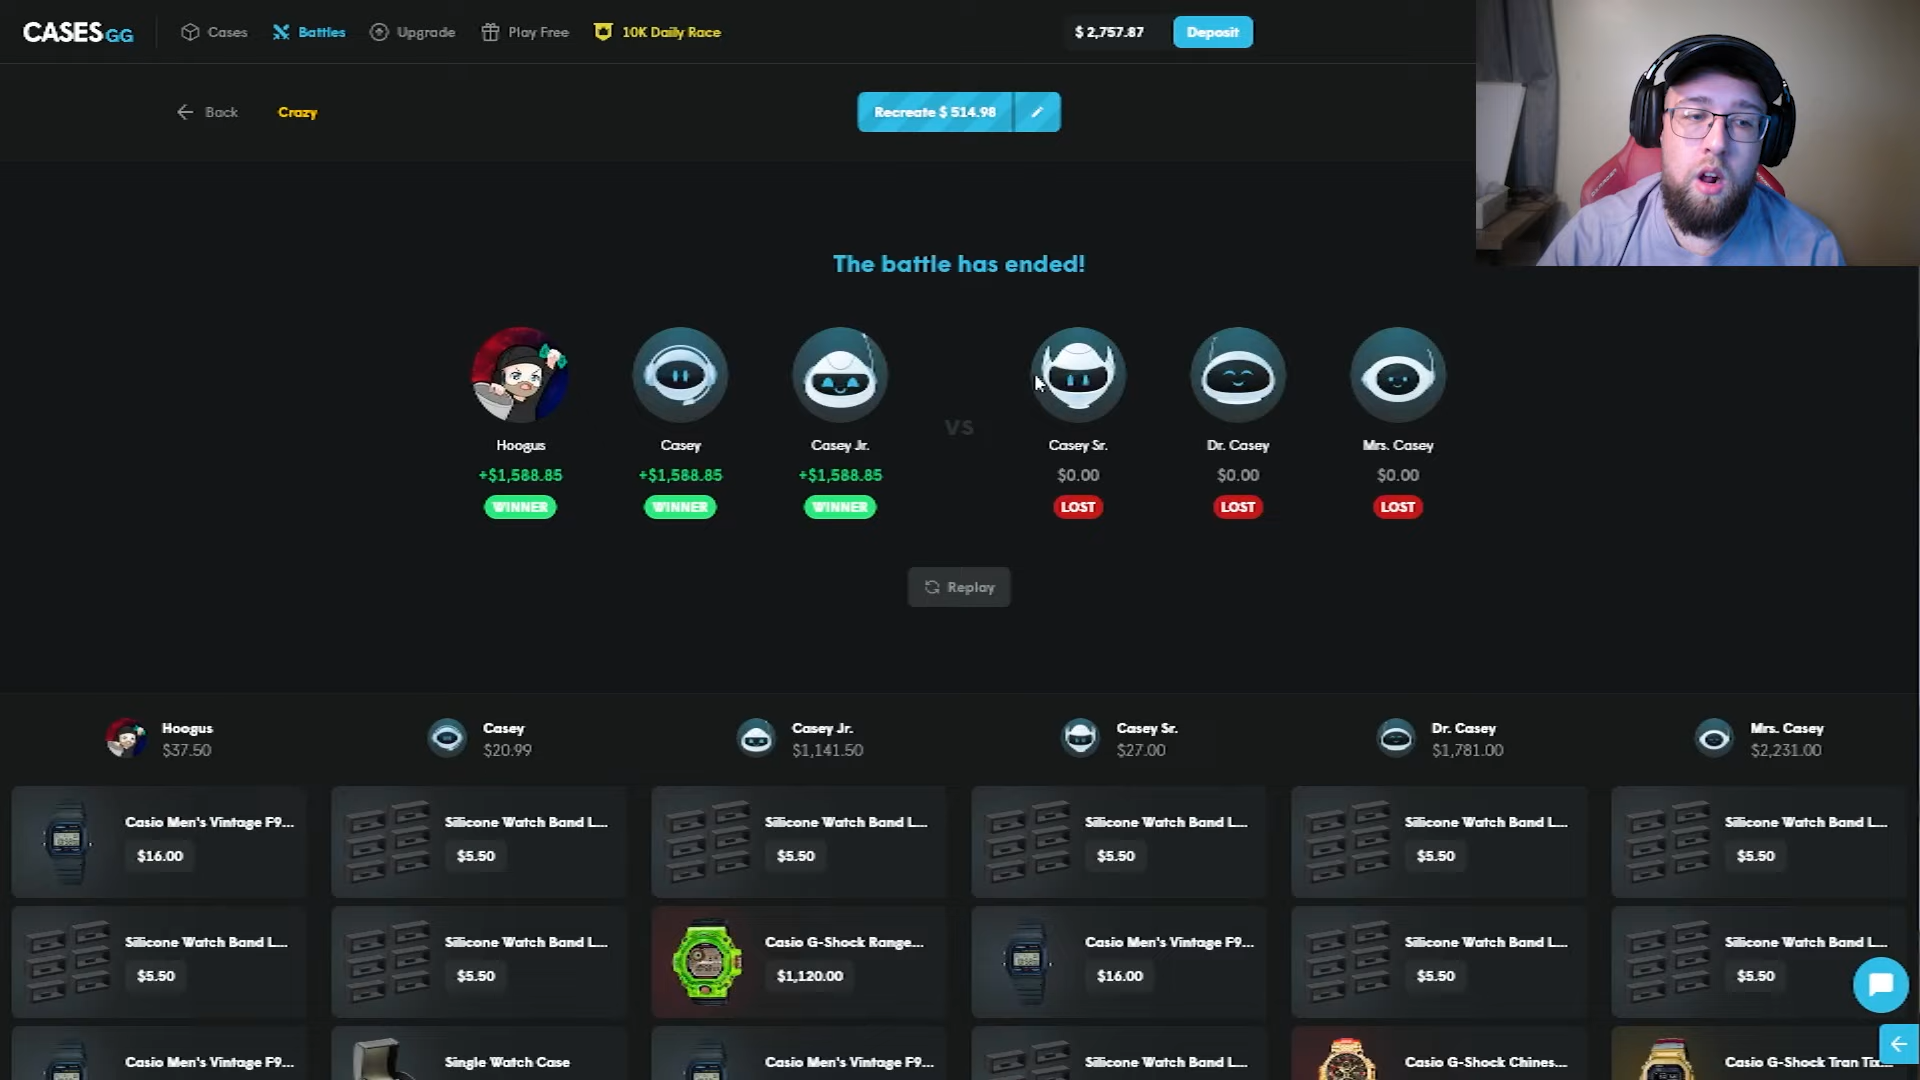 CASES GG
Cases
Battles
Upgrade
Play Free
10K Daily Race
$ 2,757.87
Deposit
Back
Crazy
Recreate $ 514.98
The battle has ended!
VS
Hoogus
Casey
Casey Jr.
Casey Sr.
Dr. Casey
Mrs. Casey
+$1,588.85
+$1,588.85
+$1,588.85
$0.00
$0.00
$0.00
WINNER
WINNER
WINNER
LOST
LOST
LOST
Replay
Hoogus
$37.50
Casey
$20.99
Casey Jr.
$1,141.50
Casey Sr.
$27.00
Dr. Casey
$1,781.00
Mrs. Casey
$2,231.00
Casio Men's Vintage F9...
$16.00
Silicone Watch Band L...
$5.50
Silicone Watch Band L...
$5.50
Silicone Watch Band L...
$5.50
Silicone Watch Band L...
$5.50
Silicone Watch Band L...
$5.50
Silicone Watch Band L...
$5.50
Silicone Watch Band L...
$5.50
Casio G-Shock Range...
$1,120.00
Casio Men's Vintage F9...
$16.00
Silicone Watch Band L...
$5.50
Silicone Watch Band L...
$5.50
Casio Men's Vintage F9...
Single Watch Case
Casio Men's Vintage F9...
Silicone Watch Band L...
Casio G-Shock Chines...
Casio G-Shock Tran Tix...